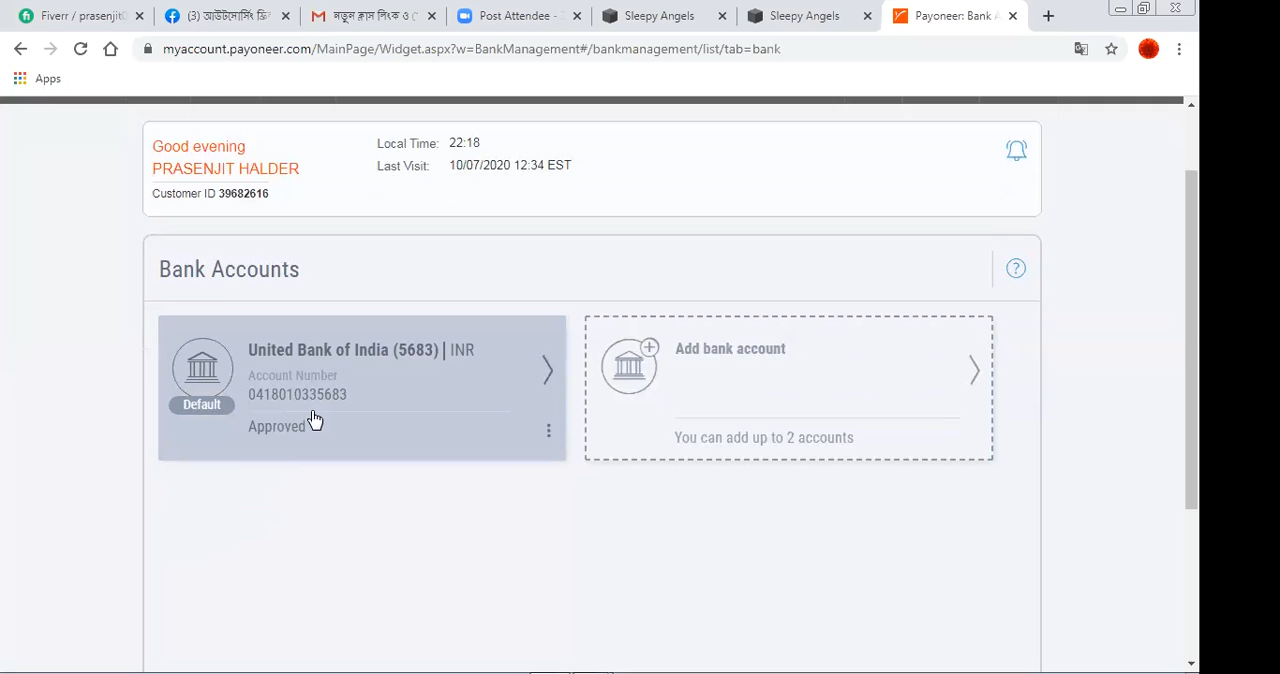 Fiverr / prasenjit
(3) আউটসোর্সিং ফ্রি
নতুন ক্লাস লিংক ও
Post Attendee -
Sleepy Angels
Sleepy Angels
Payoneer: Bank
myaccount.payoneer.com/MainPage/Widget.aspx?w=BankManagement#/bankmanagement/list/tab=bank
Apps
Good evening
PRASENJIT HALDER
Customer ID 39682616
Local Time: 22:18
Last Visit: 10/07/2020 12:34 EST
Bank Accounts
United Bank of India (5683) | INR
Account Number
0418010335683
Default
Approved
Add bank account
You can add up to 2 accounts